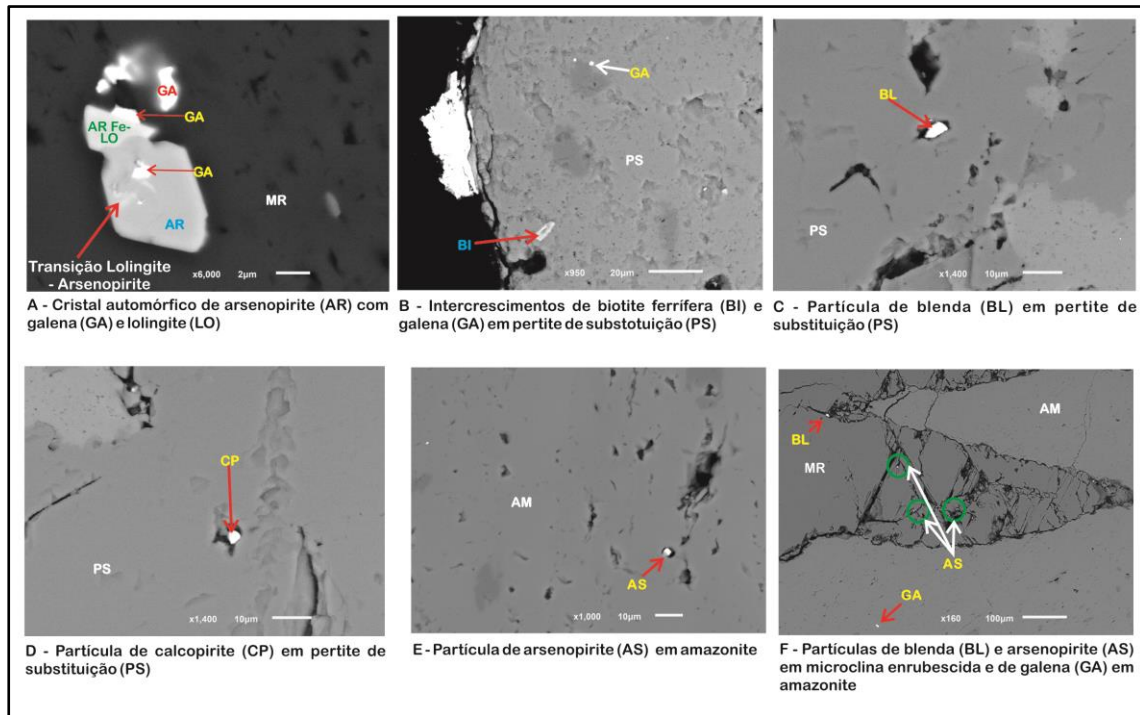 GA
GA
AR Fe-
LO
GA
MR
AR
Transição Lolingite
- Arsenopirite
x6,000 2µm
A - Cristal automórfico de arsenopirite (AR) com
galena (GA) e lolingite (LO)
GA
PS
BI
x950 20µm
B - Intercrescimentos de biotite ferrífera (BI) e
galena (GA) em pertite de substotuição (PS)
BL
PS
x1,400 10µm
C - Partícula de blenda (BL) em pertite de
substituição (PS)
CP
PS
x1,400 10µm
D - Partícula de calcopirite (CP) em pertite de
substituição (PS)
AM
AS
x1,000 10µm
E - Partícula de arsenopirite (AS) em amazonite
AM
BL
MR
AS
GA
x160 100µm
F - Partículas de blenda (BL) e arsenopirite (AS)
em microclina enrubescida e de galena (GA) em
amazonite